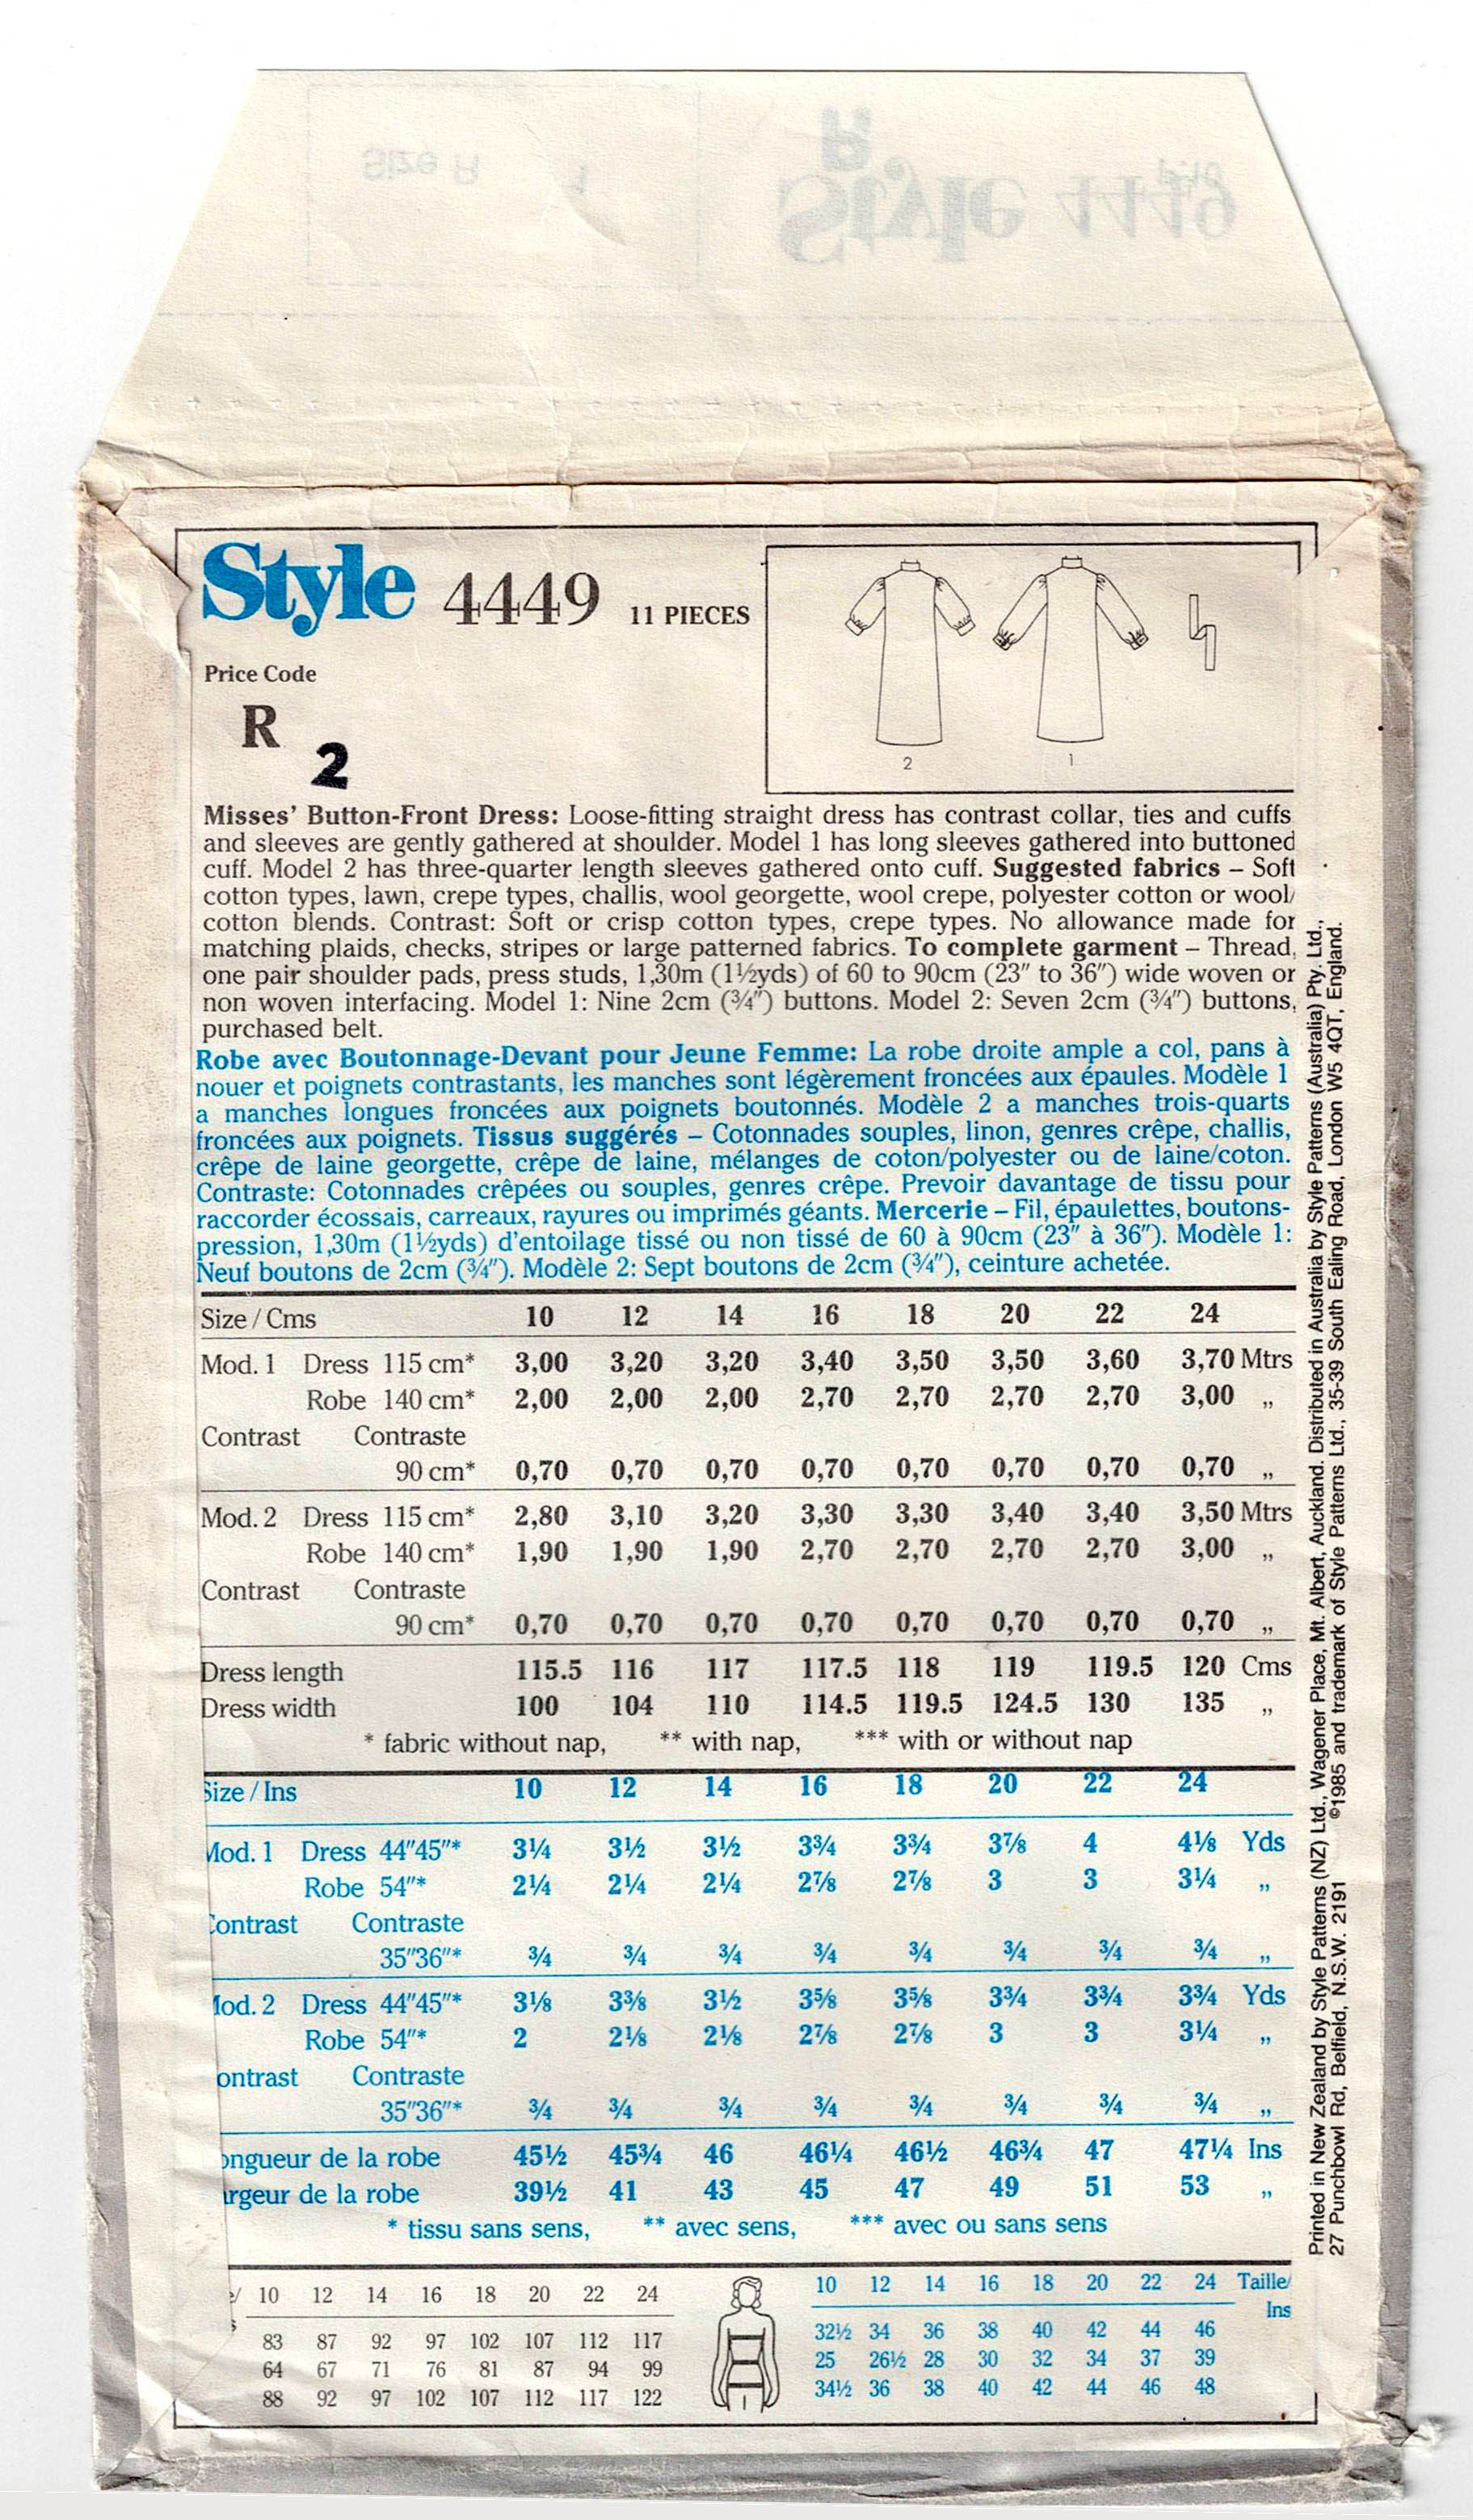 Size R 1
R
Style 4449
Style 4449 11 PIECES
Price Code
R
2
2 1
Misses' Button-Front Dress: Loose-fitting straight dress has contrast collar, ties and cuffs
and sleeves are gently gathered at shoulder. Model 1 has long sleeves gathered into buttoned
cuff. Model 2 has three-quarter length sleeves gathered onto cuff. Suggested fabrics – Soft
cotton types, lawn, crepe types, challis, wool georgette, wool crepe, polyester cotton or wool/
cotton blends. Contrast: Soft or crisp cotton types, crepe types. No allowance made for
matching plaids, checks, stripes or large patterned fabrics. To complete garment – Thread,
one pair shoulder pads, press studs, 1,30m (1½yds) of 60 to 90cm (23" to 36") wide woven or
non woven interfacing. Model 1: Nine 2cm (¾") buttons. Model 2: Seven 2cm (¾") buttons,
purchased belt.
Robe avec Boutonnage-Devant pour Jeune Femme: La robe droite ample a col, pans à
nouer et poignets contrastants, les manches sont légèrement froncées aux épaules. Modèle 1
a manches longues froncées aux poignets boutonnés. Modèle 2 a manches trois-quarts
froncées aux poignets. Tissus suggérés – Cotonnades souples, linon, genres crêpe, challis,
crêpe de laine georgette, crêpe de laine, mélanges de coton/polyester ou de laine/coton.
Contraste: Cotonnades crêpées ou souples, genres crêpe. Prevoir davantage de tissu pour
raccorder écossais, carreaux, rayures ou imprimés géants. Mercerie – Fil, épaulettes, boutons-
pression, 1,30m (1½yds) d'entoilage tissé ou non tissé de 60 à 90cm (23" à 36"). Modèle 1:
Neuf boutons de 2cm (¾"). Modèle 2: Sept boutons de 2cm (¾"), ceinture achetée.
Size / Cms 10 12 14 16 18 20 22 24
Mod. 1 Dress 115 cm* 3,00 3,20 3,20 3,40 3,50 3,50 3,60 3,70 Mtrs
Robe 140 cm* 2,00 2,00 2,00 2,70 2,70 2,70 2,70 3,00 ,,
Contrast Contraste
90 cm* 0,70 0,70 0,70 0,70 0,70 0,70 0,70 0,70 ,,
Mod. 2 Dress 115 cm* 2,80 3,10 3,20 3,30 3,30 3,40 3,40 3,50 Mtrs
Robe 140 cm* 1,90 1,90 1,90 2,70 2,70 2,70 2,70 3,00 ,,
Contrast Contraste
90 cm* 0,70 0,70 0,70 0,70 0,70 0,70 0,70 0,70 ,,
Dress length 115.5 116 117 117.5 118 119 119.5 120 Cms
Dress width 100 104 110 114.5 119.5 124.5 130 135 ,,
* fabric without nap, ** with nap, *** with or without nap
Size / Ins 10 12 14 16 18 20 22 24
Mod. 1 Dress 44"45"* 3¼ 3½ 3½ 3¾ 3¾ 3⅞ 4 4⅛ Yds
Robe 54"* 2¼ 2¼ 2¼ 2⅞ 2⅞ 3 3 3¼ ,,
Contrast Contraste
35"36"* ¾ ¾ ¾ ¾ ¾ ¾ ¾ ¾ ,,
Mod. 2 Dress 44"45"* 3⅛ 3⅜ 3½ 3⅝ 3⅝ 3¾ 3¾ 3¾ Yds
Robe 54"* 2 2⅛ 2⅛ 2⅞ 2⅞ 3 3 3¼ ,,
ontrast Contraste
35"36"* ¾ ¾ ¾ ¾ ¾ ¾ ¾ ¾ ,,
ongueur de la robe 45½ 45¾ 46 46¼ 46½ 46¾ 47 47¼ Ins
argeur de la robe 39½ 41 43 45 47 49 51 53 ,,
* tissu sans sens, ** avec sens, *** avec ou sans sens
e/ 10 12 14 16 18 20 22 24
s
83 87 92 97 102 107 112 117
64 67 71 76 81 87 94 99
88 92 97 102 107 112 117 122
10 12 14 16 18 20 22 24 Taille/
Ins
32½ 34 36 38 40 42 44 46
25 26½ 28 30 32 34 37 39
34½ 36 38 40 42 44 46 48
Printed in New Zealand by Style Patterns (NZ) Ltd., Wagener Place, Mt. Albert, Auckland. Distributed in Australia by Style Patterns (Australia) Pty. Ltd.,
27 Punchbowl Rd, Belfield, N.S.W. 2191 ©1985 and trademark of Style Patterns Ltd., 35-39 South Ealing Road, London W5 4QT, England.